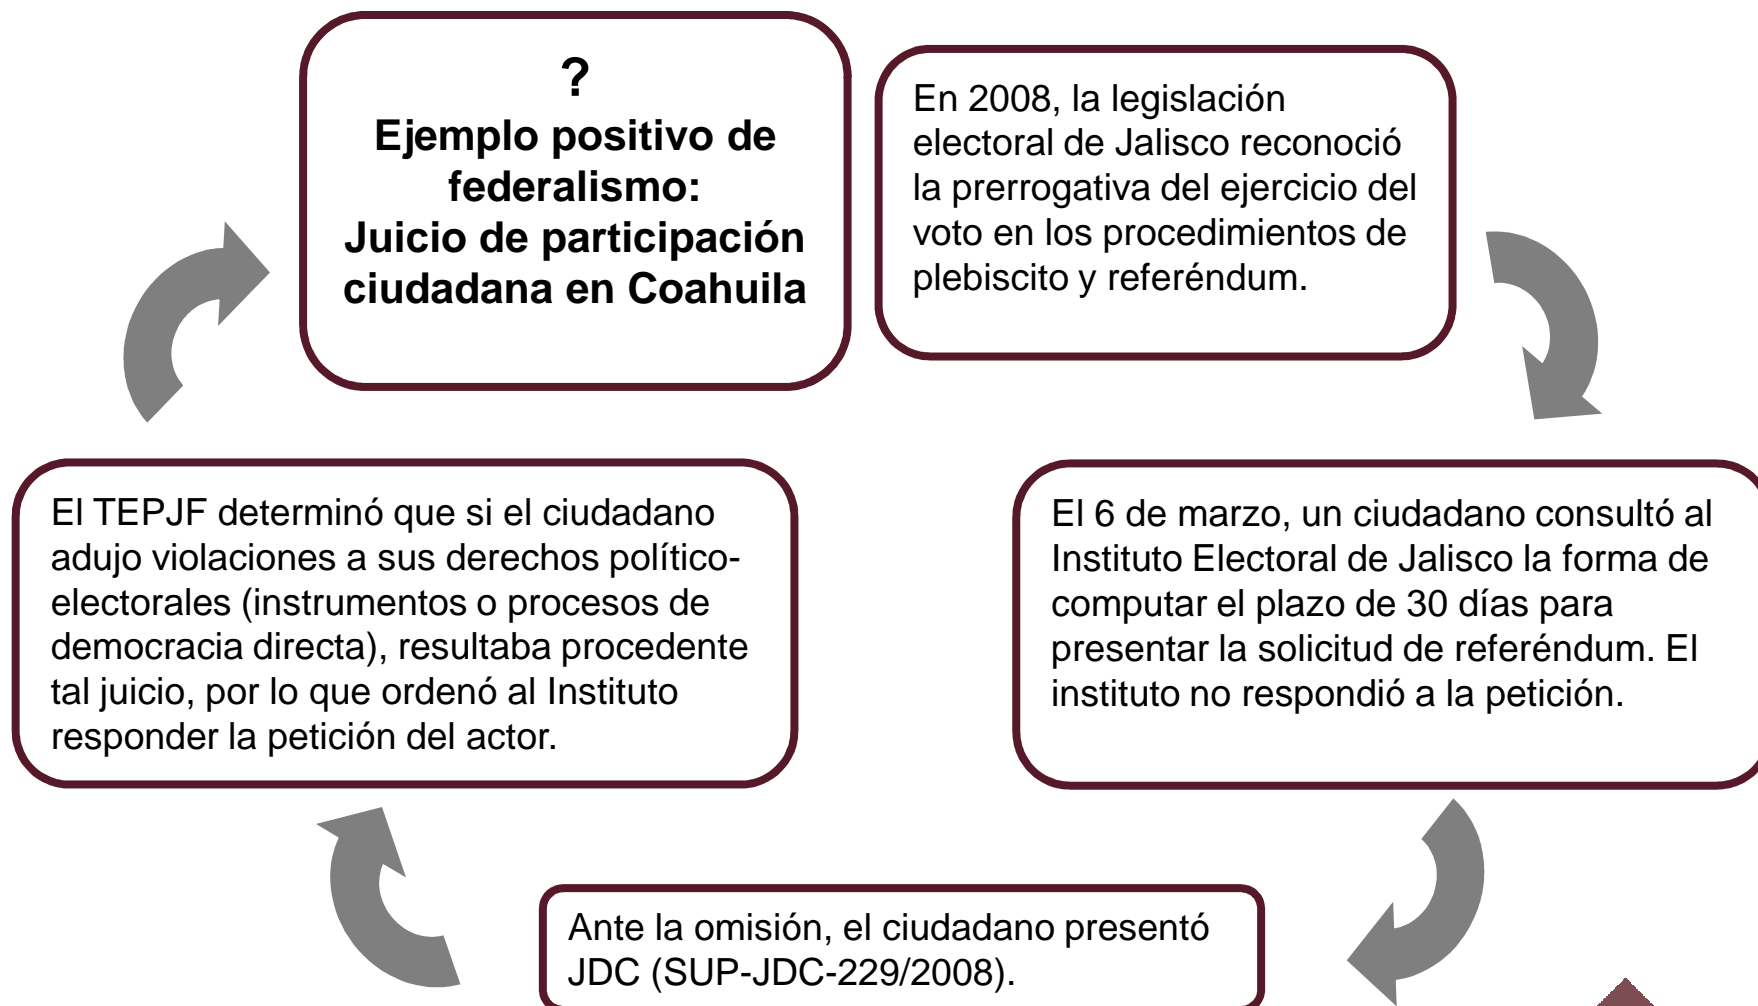 ?
Ejemplo positivo de
federalismo:
Juicio de participación
ciudadana en Coahuila
En 2008, la legislación
electoral de Jalisco reconoció
la prerrogativa del ejercicio del
voto en los procedimientos de
plebiscito y referéndum.
El 6 de marzo, un ciudadano consultó al
Instituto Electoral de Jalisco la forma de
computar el plazo de 30 días para
presentar la solicitud de referéndum. El
instituto no respondió a la petición.
Ante la omisión, el ciudadano presentó
JDC (SUP-JDC-229/2008).
El TEPJF determinó que si el ciudadano
adujo violaciones a sus derechos político-
electorales (instrumentos o procesos de
democracia directa), resultaba procedente
tal juicio, por lo que ordenó al Instituto
responder la petición del actor.